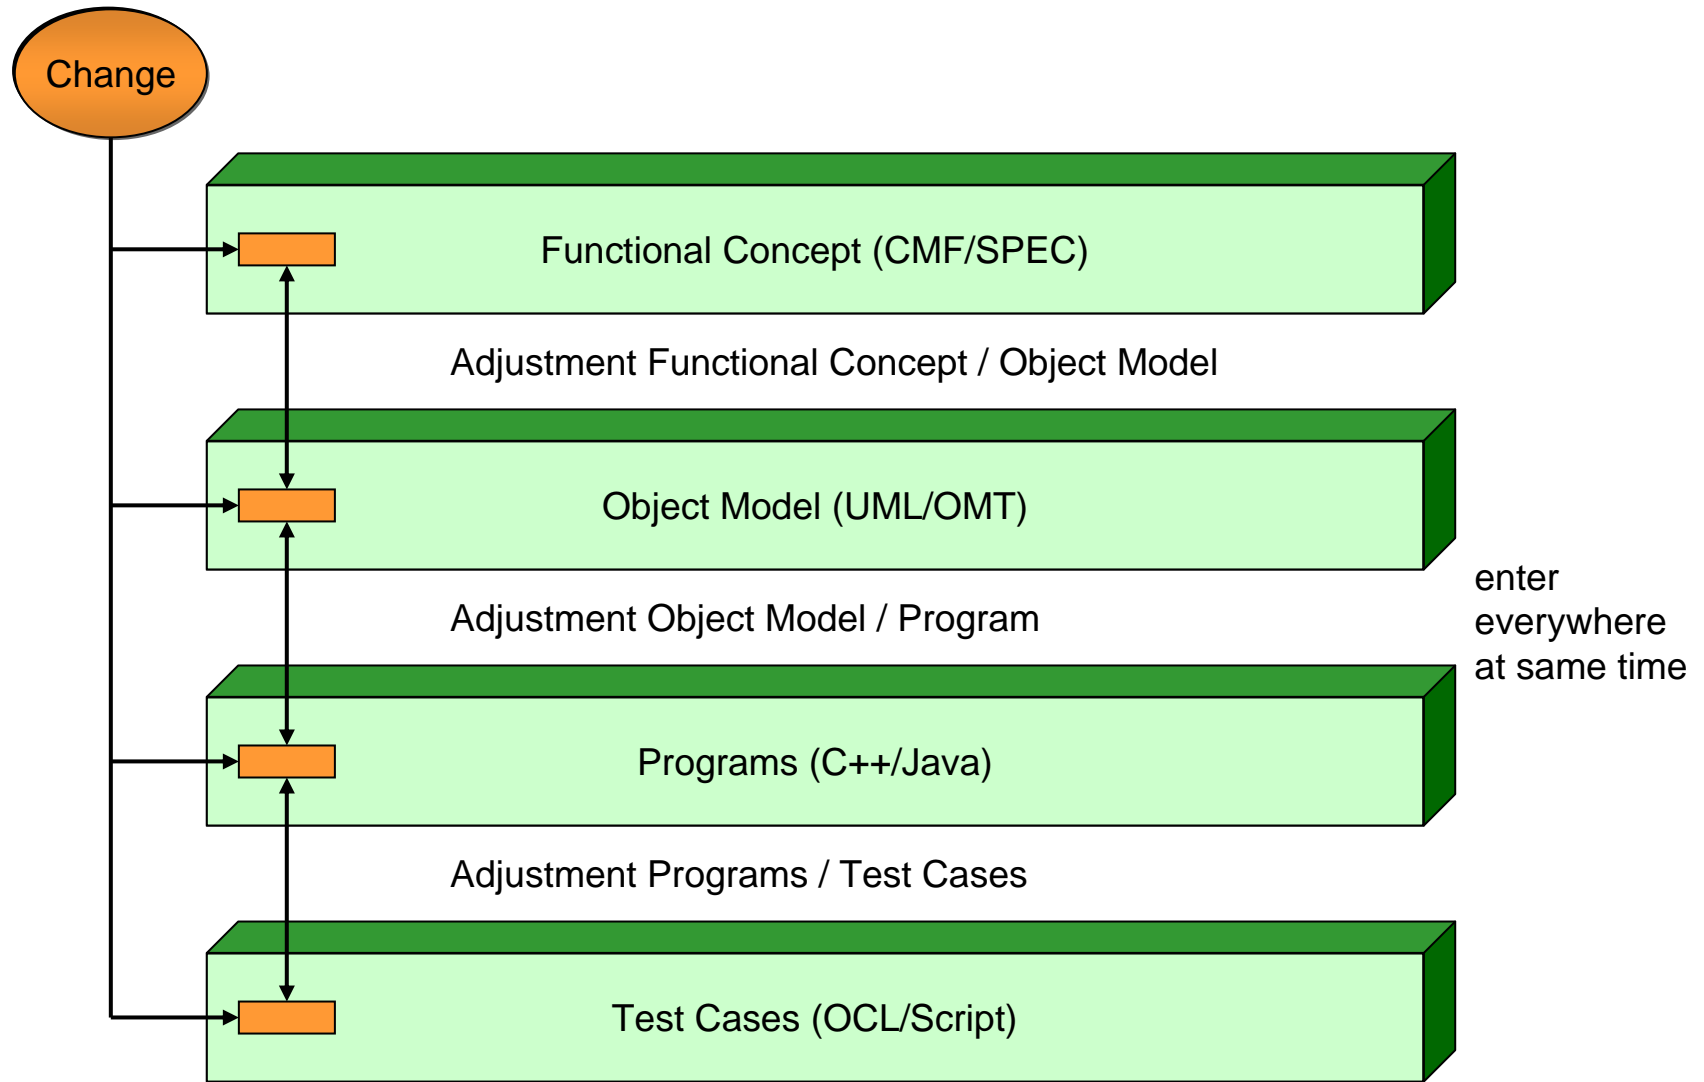 Change
Functional Concept (CMF/SPEC)
Adjustment Functional Concept / Object Model
Object Model (UML/OMT)
enter
everywhere
at same time
Adjustment Object Model / Program
Programs (C++/Java)
Adjustment Programs / Test Cases
Test Cases (OCL/Script)